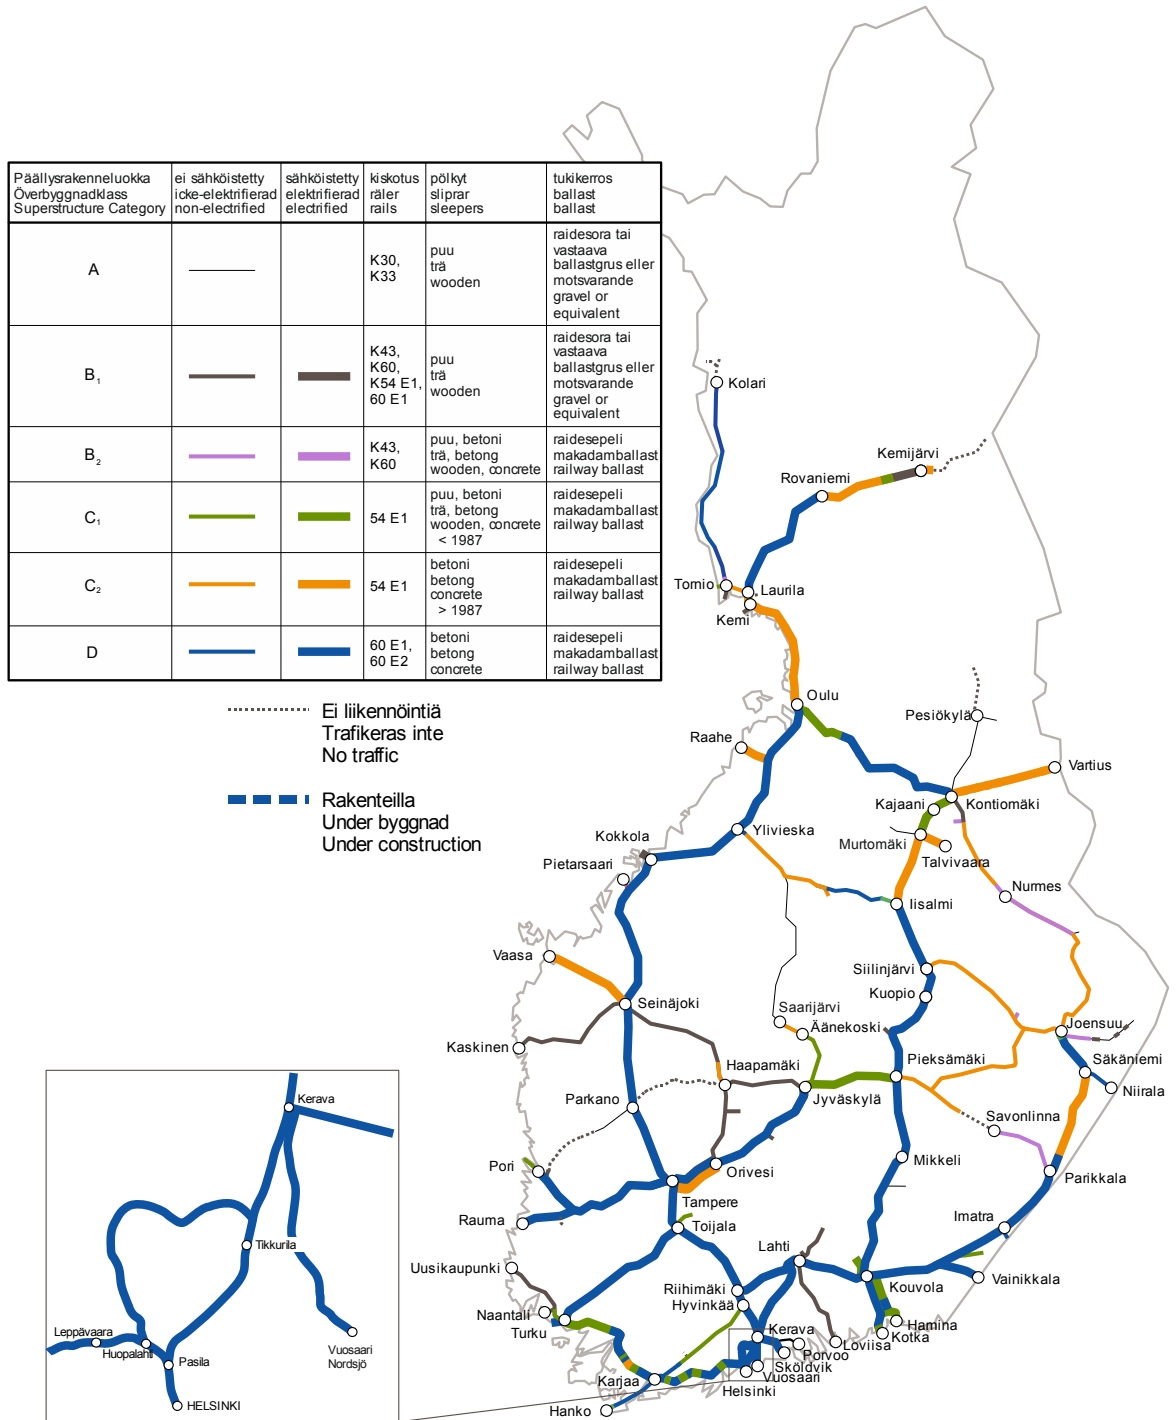 Päällysrakenneluokka
Överbyggnadklass
Superstructure Category
ei sähköistetty
icke-elektrifierad
non-electrified
sähköistetty
elektrifierad
electrified
kiskotus
räler
rails
pölkyt
sliprar
sleepers
tukikerros
ballast
ballast
A
K30,
K33
puu
trä
wooden
raidesora tai
vastaava
ballastgrus eller
motsvarande
gravel or
equivalent
B₁
K43,
K60,
K54 E1,
60 E1
puu
trä
wooden
raidesora tai
vastaava
ballastgrus eller
motsvarande
gravel or
equivalent
B₂
K43,
K60
puu, betoni
trä, betong
wooden, concrete
raidesepeli
makadamballast
railway ballast
C₁
54 E1
puu, betoni
trä, betong
wooden, concrete
< 1987
raidesepeli
makadamballast
railway ballast
C₂
54 E1
betoni
betong
concrete
> 1987
raidesepeli
makadamballast
railway ballast
D
60 E1,
60 E2
betoni
betong
concrete
raidesepeli
makadamballast
railway ballast
Ei liikennöintiä
Trafikeras inte
No traffic
Rakenteilla
Under byggnad
Under construction
Kolari
Kemijärvi
Rovaniemi
Tornio
Laurila
Kemi
Oulu
Pesiökylä
Raahe
Vartius
Kajaani
Kontiomäki
Ylivieska
Kokkola
Murtomäki
Talvivaara
Pietarsaari
Nurmes
Iisalmi
Vaasa
Siilinjärvi
Kuopio
Seinäjoki
Saarijärvi
Äänekoski
Joensuu
Kaskinen
Haapamäki
Pieksämäki
Säkäniemi
Jyväskylä
Niirala
Parkano
Savonlinna
Pori
Orivesi
Mikkeli
Parikkala
Tampere
Rauma
Toijala
Imatra
Lahti
Uusikaupunki
Riihimäki
Kouvola
Vainikkala
Hyvinkää
Naantali
Turku
Hamina
Kotka
Kerava
Loviisa
Porvoo
Sköldvik
Vuosaari
Karjaa
Helsinki
Hanko
Kerava
Tikkurila
Leppävaara
Huopalahti
Pasila
Vuosaari
Nordsjö
HELSINKI